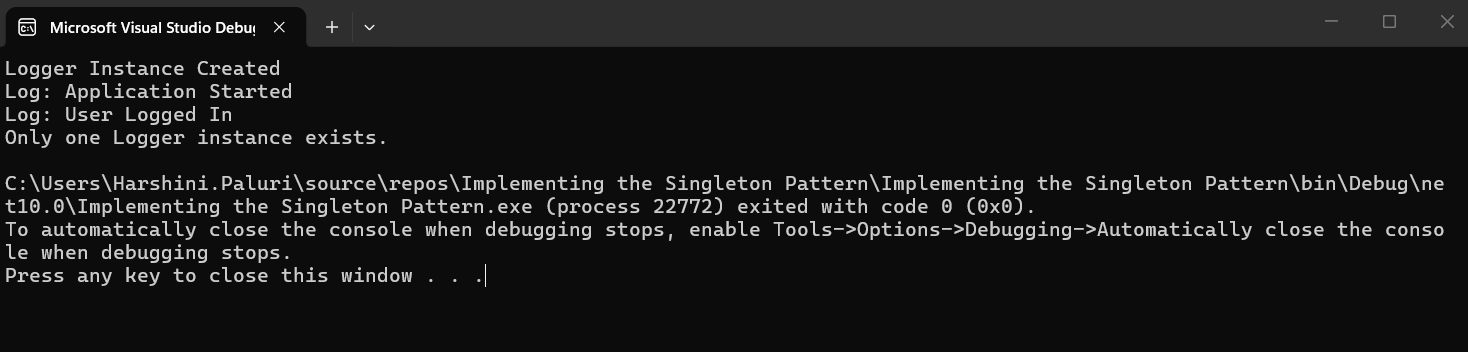 Microsoft Visual Studio Debu
Logger Instance Created
Log: Application Started
Log: User Logged In
Only one Logger instance exists.
C:\Users\Harshini.Paluri\source\repos\Implementing the Singleton Pattern\Implementing the Singleton Pattern\bin\Debug\ne
t10.0\Implementing the Singleton Pattern.exe (process 22772) exited with code 0 (0x0).
To automatically close the console when debugging stops, enable Tools->Options->Debugging->Automatically close the conso
le when debugging stops.
Press any key to close this window . . .